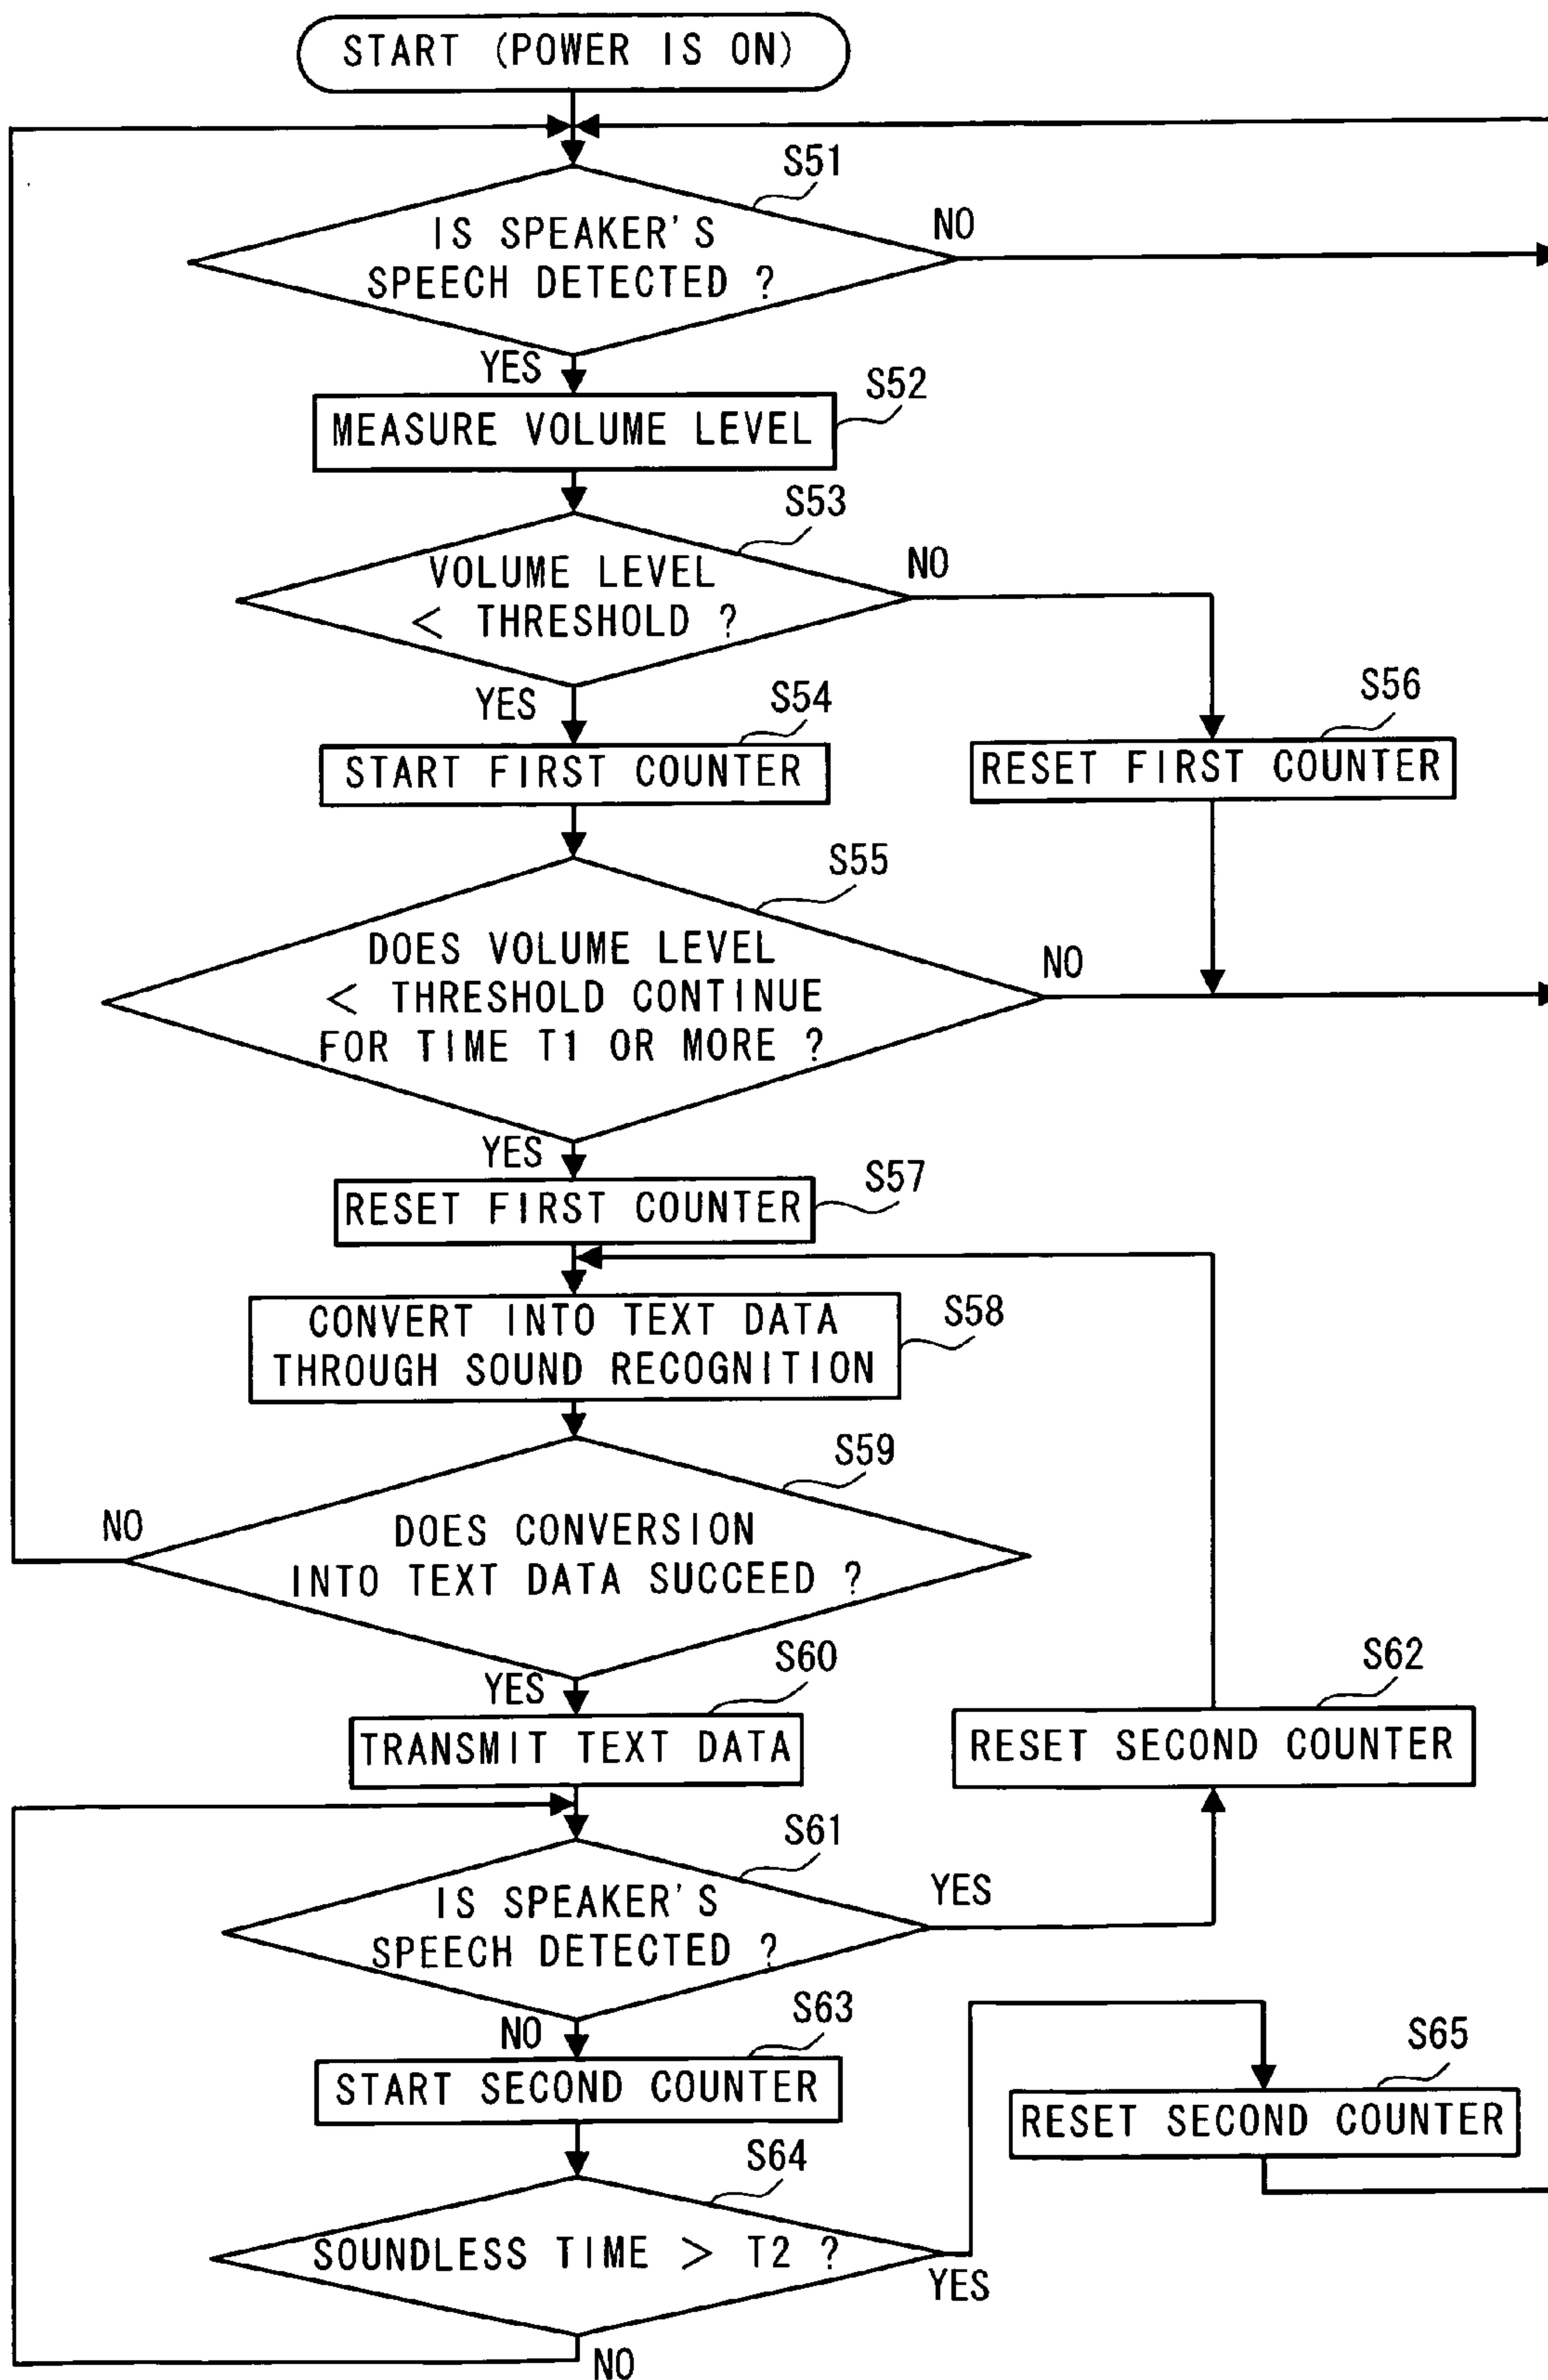 START (POWER IS ON)
S51
IS SPEAKER'S
SPEECH DETECTED ?
NO
YES
S52
MEASURE VOLUME LEVEL
S53
VOLUME LEVEL
< THRESHOLD ?
NO
YES
S54
START FIRST COUNTER
S56
RESET FIRST COUNTER
S55
DOES VOLUME LEVEL
< THRESHOLD CONTINUE
FOR TIME T1 OR MORE ?
NO
YES
S57
RESET FIRST COUNTER
S58
CONVERT INTO TEXT DATA
THROUGH SOUND RECOGNITION
S59
DOES CONVERSION
INTO TEXT DATA SUCCEED ?
NO
YES
S60
TRANSMIT TEXT DATA
S62
RESET SECOND COUNTER
S61
IS SPEAKER'S
SPEECH DETECTED ?
YES
NO
S63
START SECOND COUNTER
S65
RESET SECOND COUNTER
S64
SOUNDLESS TIME > T2 ?
YES
NO